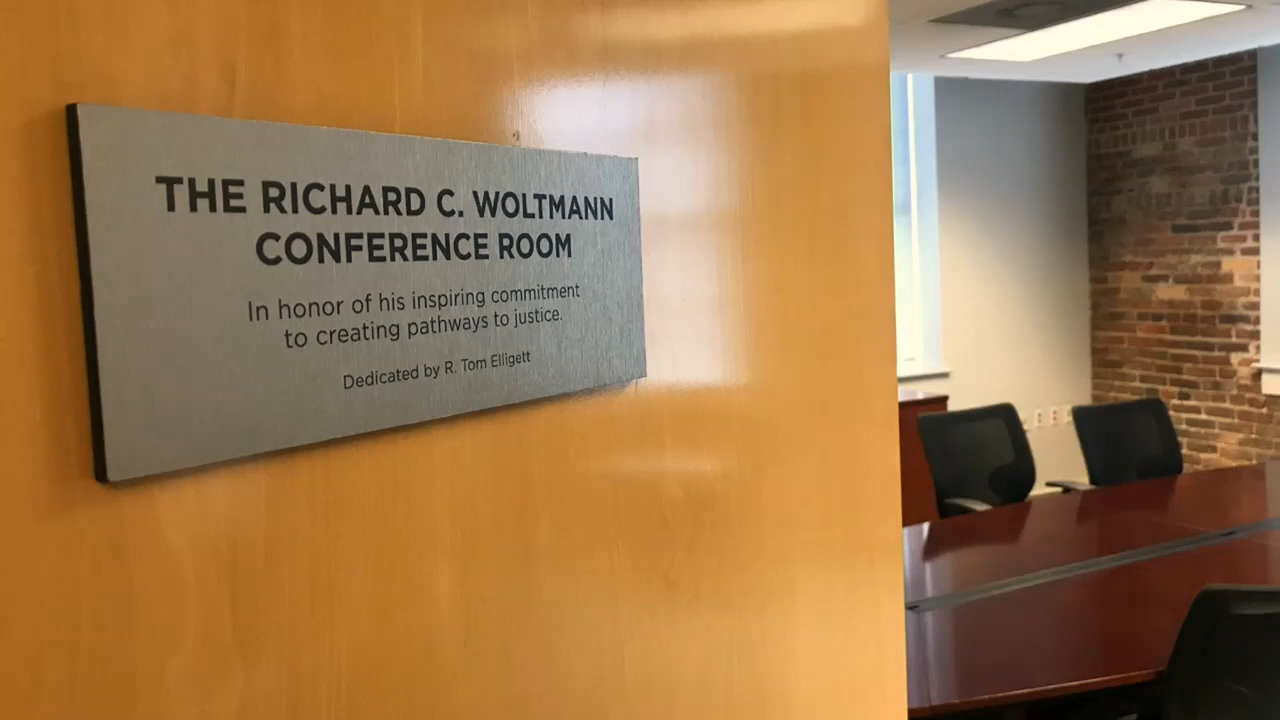 THE RICHARD C. WOLTMANN
CONFERENCE ROOM
In honor of his inspiring commitment
to creating pathways to justice.
Dedicated by R. Tom Elligett